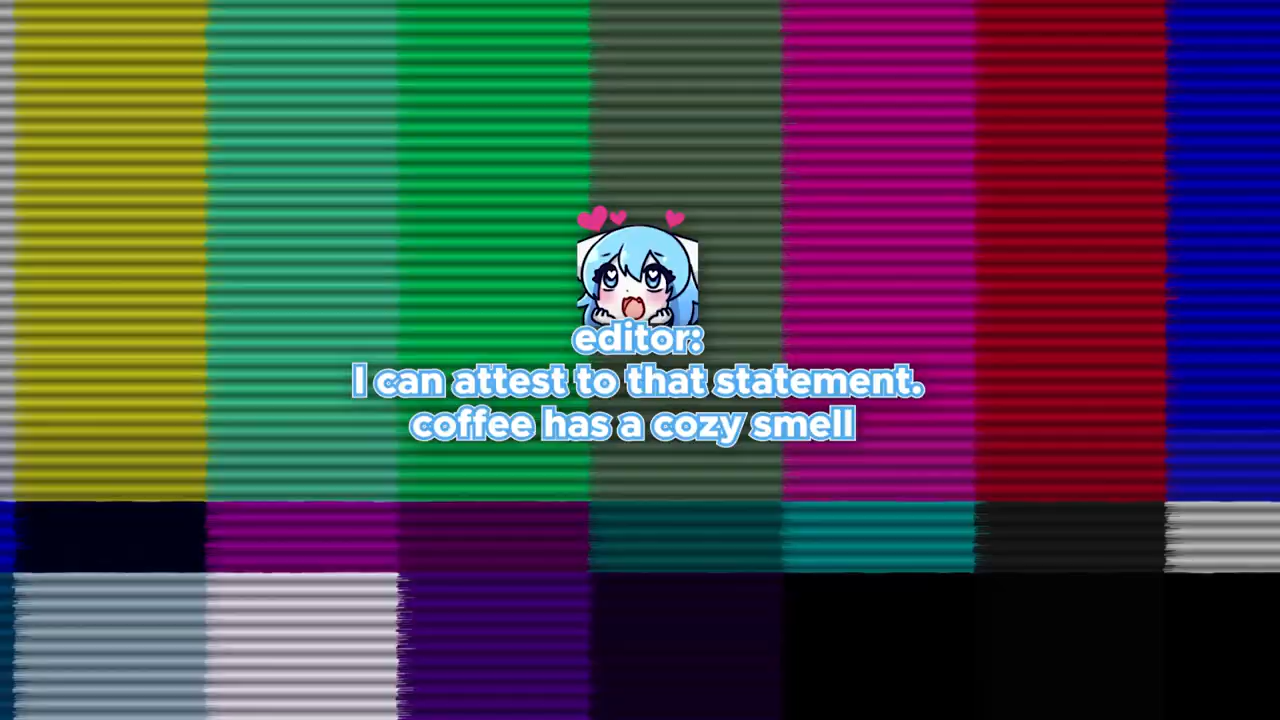 editor:
I can attest to that statement.
coffee has a cozy smell